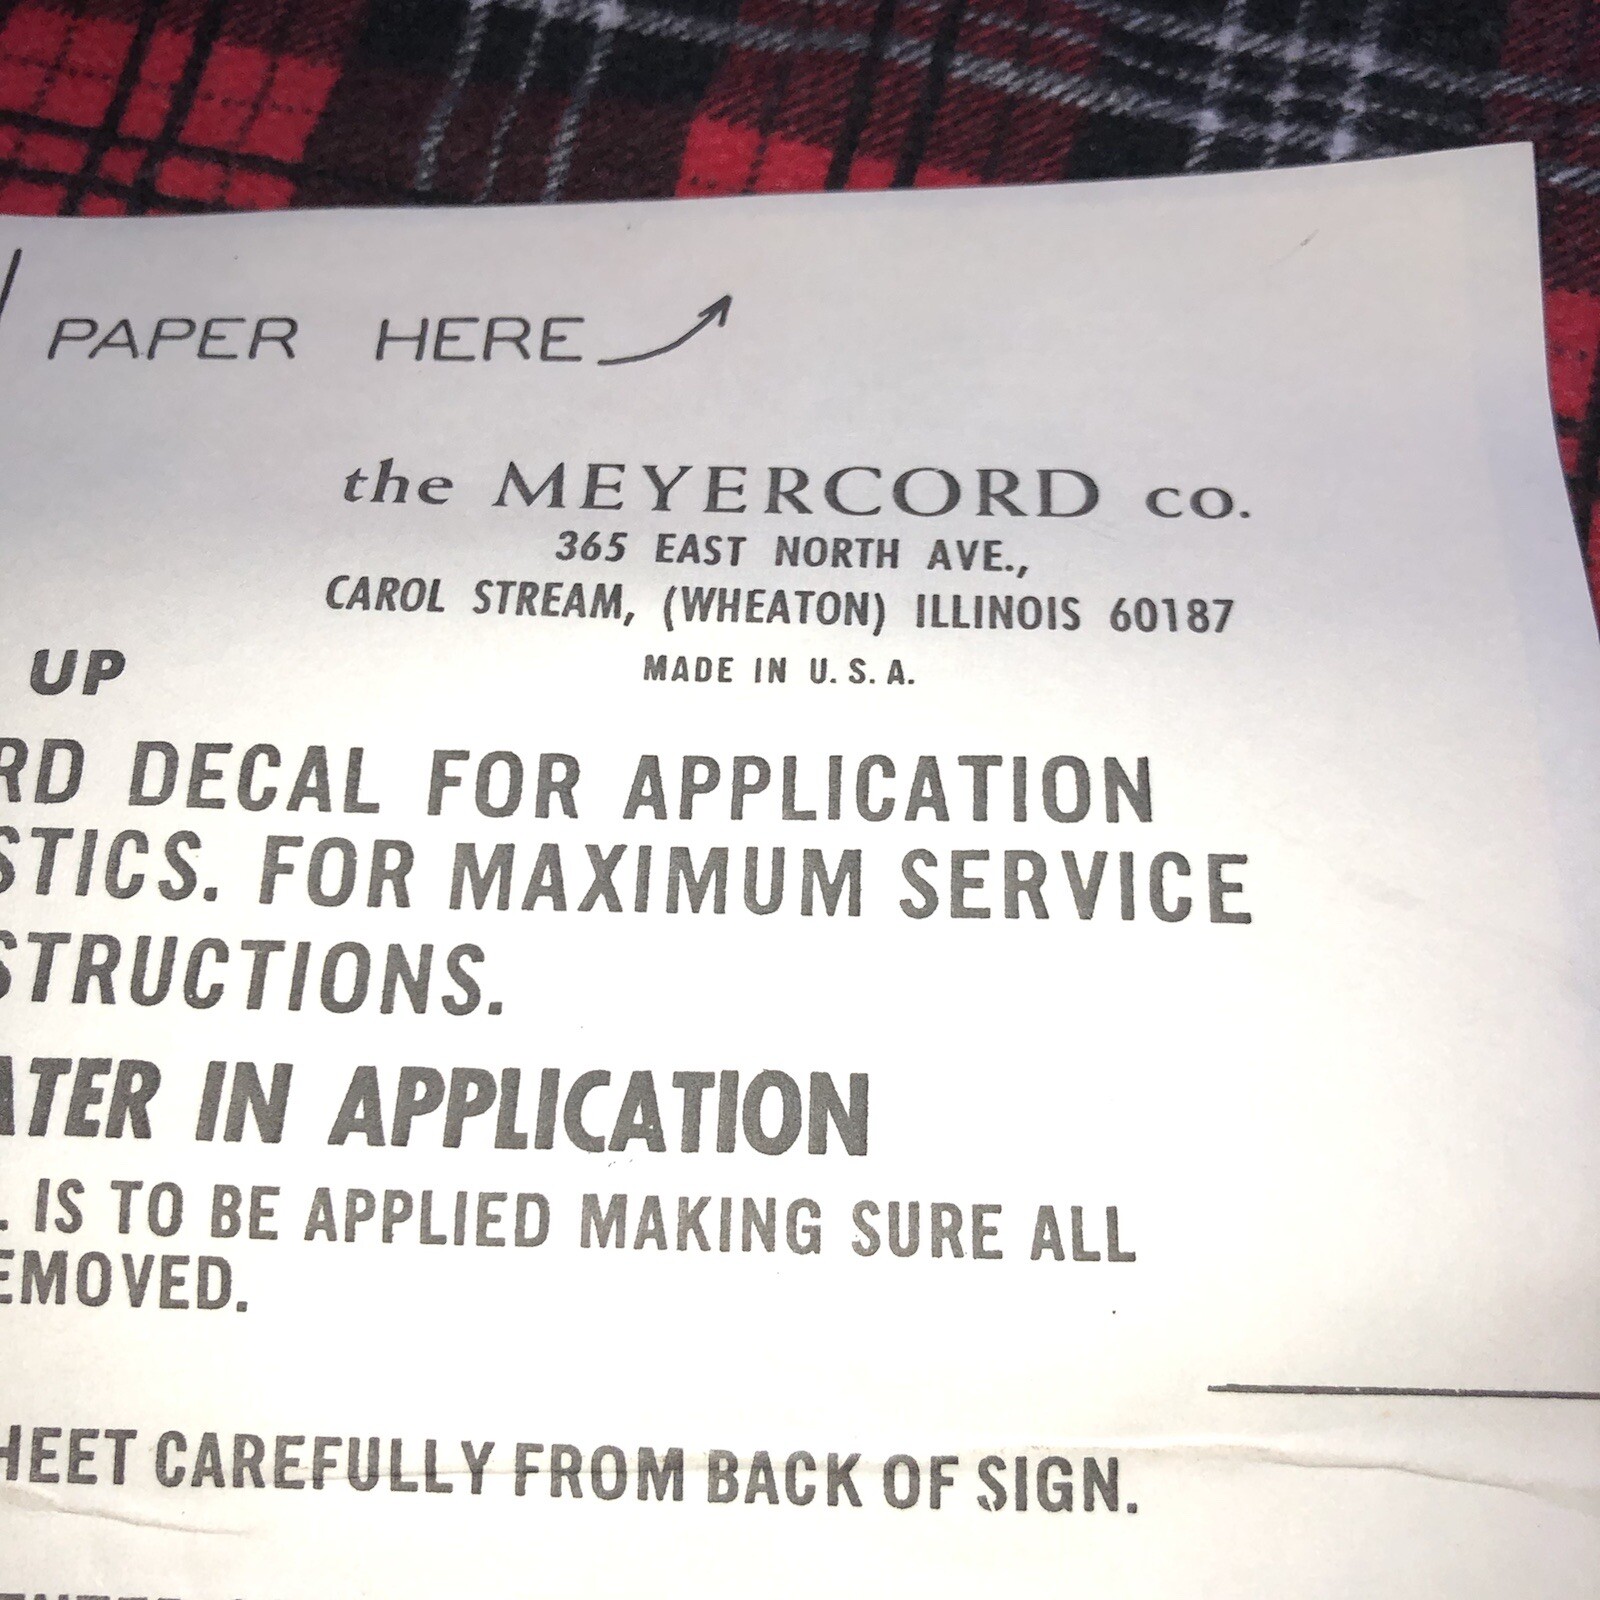 PAPER HERE
the MEYERCORD co.
365 EAST NORTH AVE.,
CAROL STREAM, (WHEATON) ILLINOIS 60187
MADE IN U. S. A.
UP
RD DECAL FOR APPLICATION
STICS. FOR MAXIMUM SERVICE
STRUCTIONS.
ATER IN APPLICATION
. IS TO BE APPLIED MAKING SURE ALL
EMOVED.
HEET CAREFULLY FROM BACK OF SIGN.